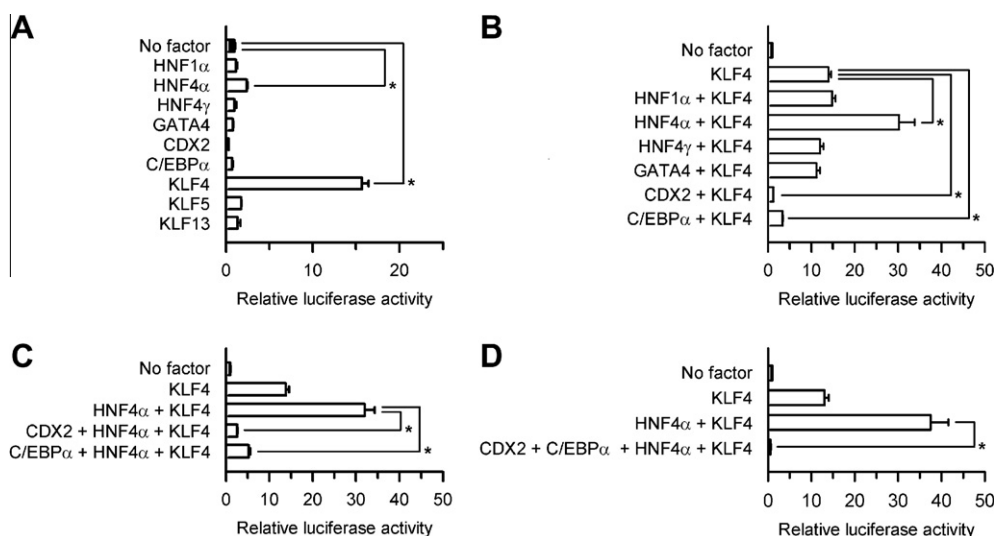 A
No factor
HNF1α
HNF4α
*
HNF4γ
GATA4
CDX2
C/EBPα
KLF4
*
KLF5
KLF13
0 10 20
Relative luciferase activity
B
No factor
KLF4
HNF1α + KLF4
HNF4α + KLF4
*
HNF4γ + KLF4
GATA4 + KLF4
CDX2 + KLF4
*
C/EBPα + KLF4
*
0 10 20 30 40 50
Relative luciferase activity
C
No factor
KLF4
HNF4α + KLF4
CDX2 + HNF4α + KLF4
*
C/EBPα + HNF4α + KLF4
*
0 10 20 30 40 50
Relative luciferase activity
D
No factor
KLF4
HNF4α + KLF4
CDX2 + C/EBPα + HNF4α + KLF4
*
0 10 20 30 40 50
Relative luciferase activity